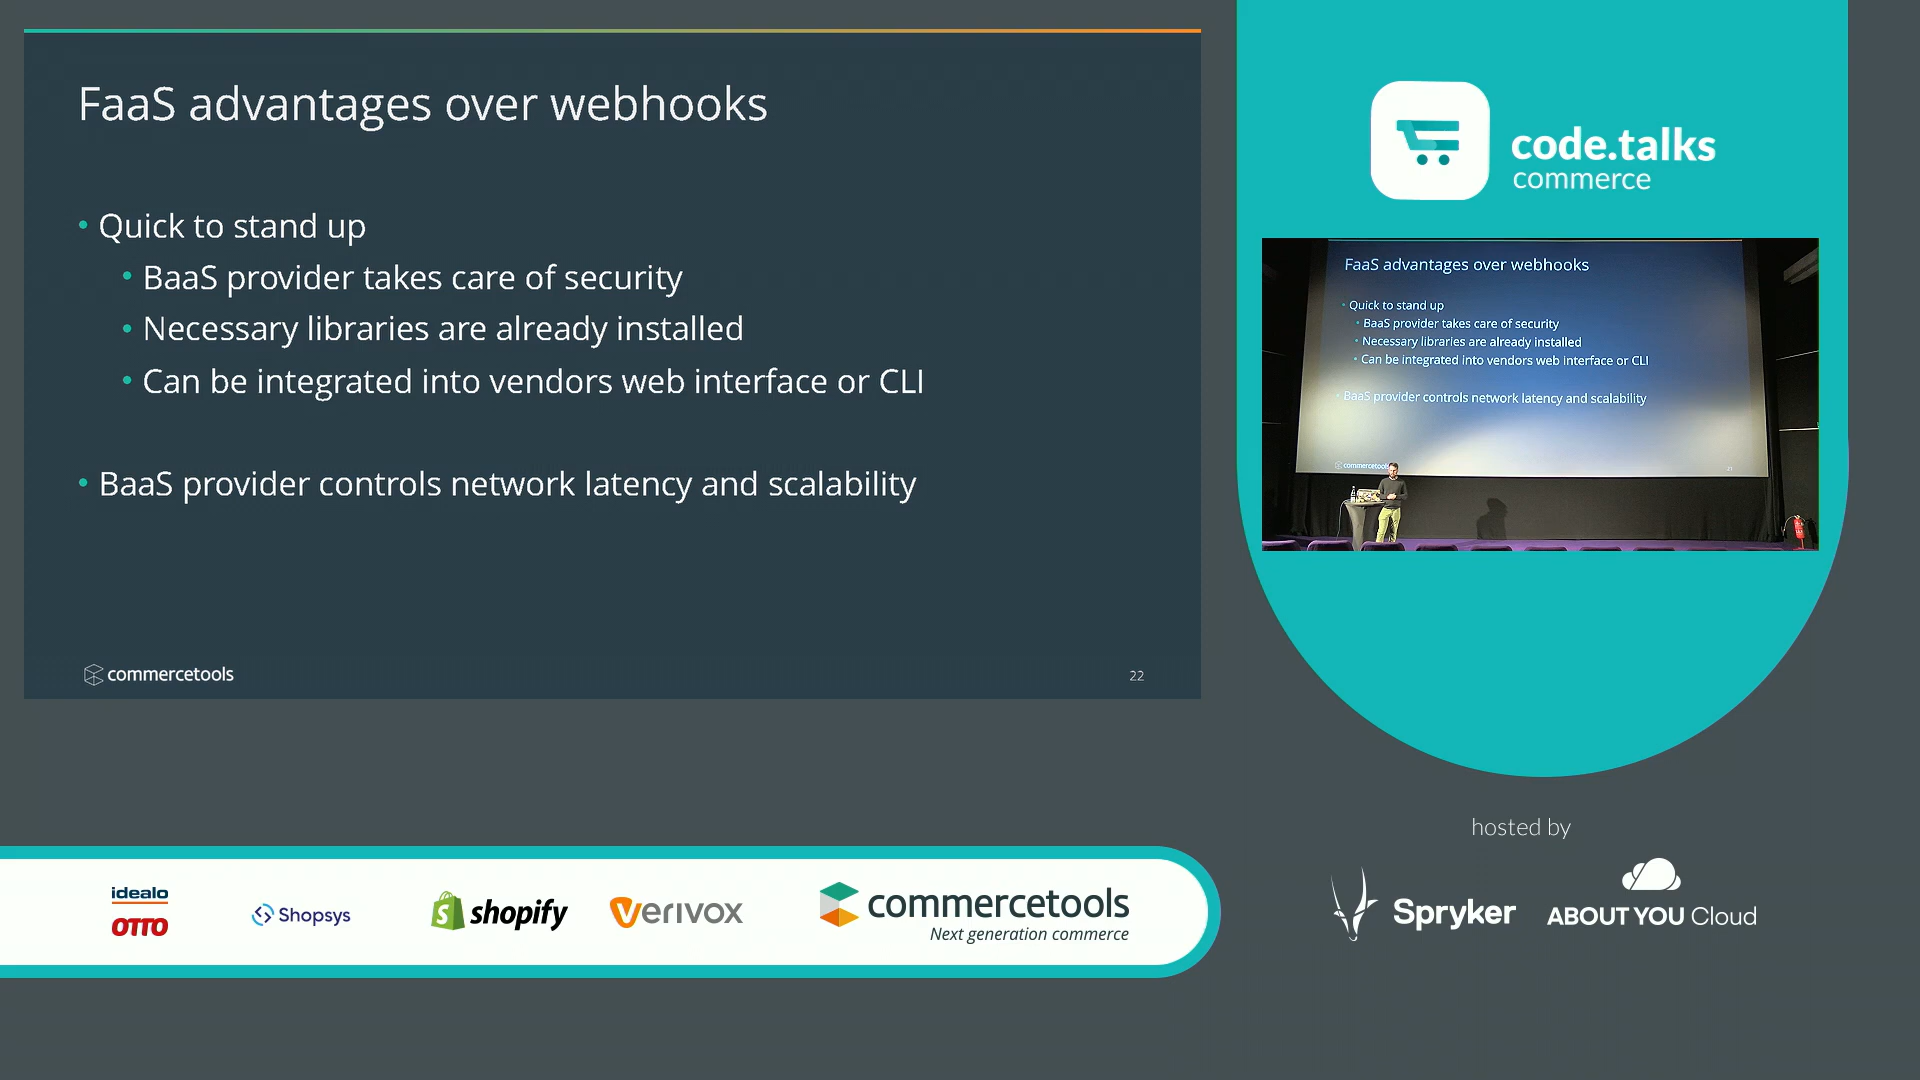 FaaS advantages over webhooks
• Quick to stand up
• BaaS provider takes care of security
• Necessary libraries are already installed
• Can be integrated into vendors web interface or CLI
• BaaS provider controls network latency and scalability
commercetools
22
code.talks
commerce
FaaS advantages over webhooks
• Quick to stand up
• BaaS provider takes care of security
• Necessary libraries are already installed
• Can be integrated into vendors web interface or CLI
• BaaS provider controls network latency and scalability
commercetools
hosted by
Spryker
ABOUT YOU Cloud
idealo
OTTO
Shopsys
shopify
VERIVOX
commercetools
Next generation commerce